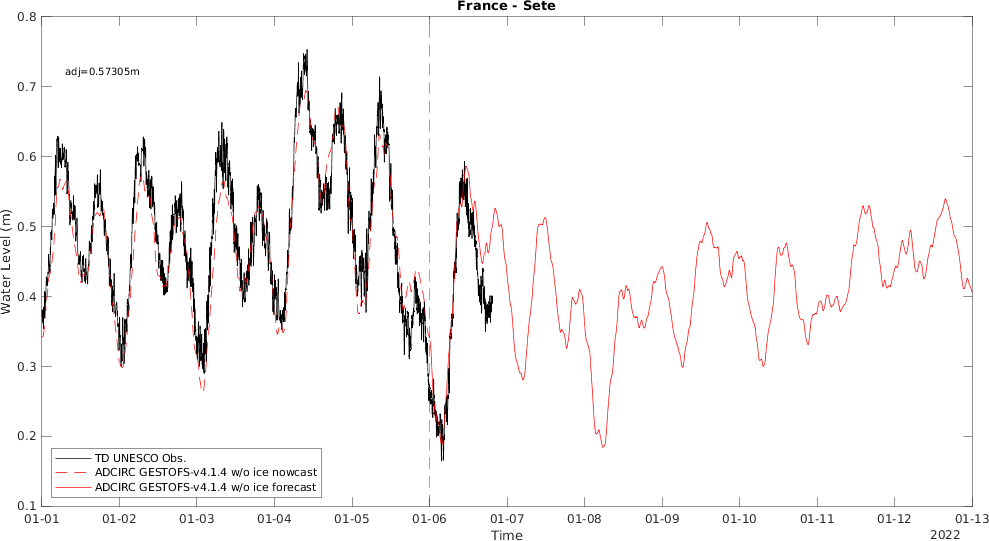 France - Sete
adj=0.57305m
Water Level (m)
0.8
0.7
0.6
0.5
0.4
0.3
0.2
0.1
TD UNESCO Obs.
ADCIRC GESTOFS-v4.1.4 w/o ice nowcast
ADCIRC GESTOFS-v4.1.4 w/o ice forecast
01-01 01-02 01-03 01-04 01-05 01-06 01-07 01-08 01-09 01-10 01-11 01-12 01-13
Time
2022